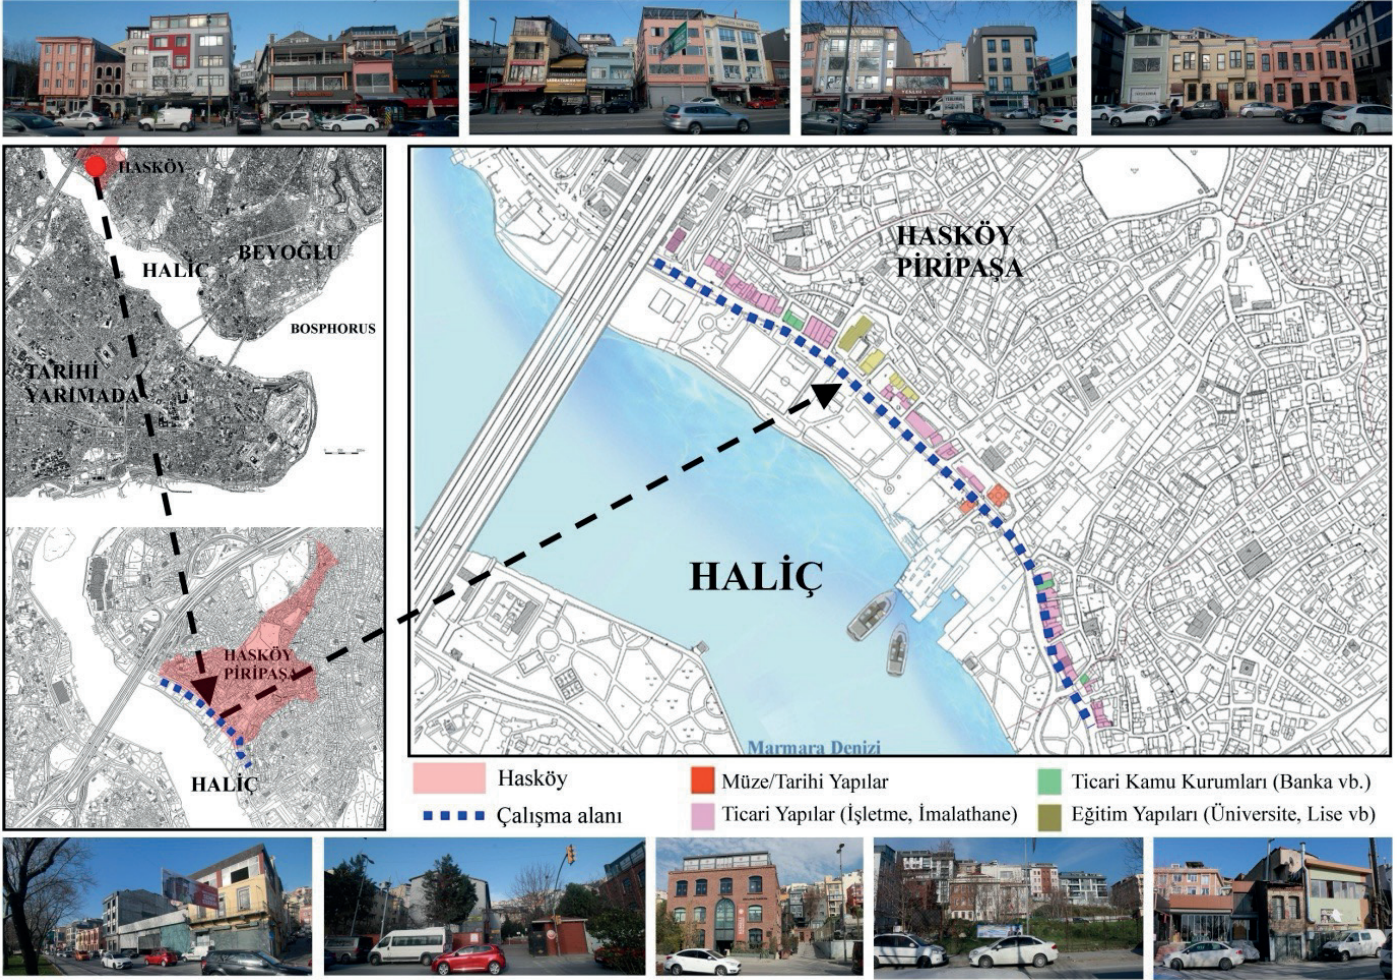 HASKÖY
HALİÇ
BEYOĞLU
BOSPHORUS
TARİHİ
YARIMADA
HASKÖY
PİRİPAŞA
HALİÇ
HASKÖY
PİRİPAŞA
HALİÇ
Marmara Denizi
Hasköy
Çalışma alanı
Müze/Tarihi Yapılar
Ticari Yapılar (İşletme, İmalathane)
Ticari Kamu Kurumları (Banka vb.)
Eğitim Yapıları (Üniversite, Lise vb)